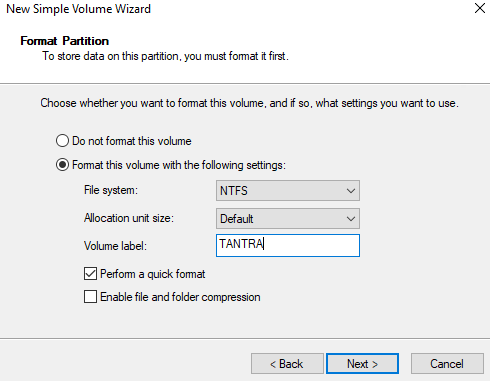 New Simple Volume Wizard
Format Partition
To store data on this partition, you must format it first.
Choose whether you want to format this volume, and if so, what settings you want to use.
Do not format this volume
Format this volume with the following settings:
File system:
NTFS
Allocation unit size:
Default
Volume label:
TANTRA
Perform a quick format
Enable file and folder compression
< Back
Next >
Cancel